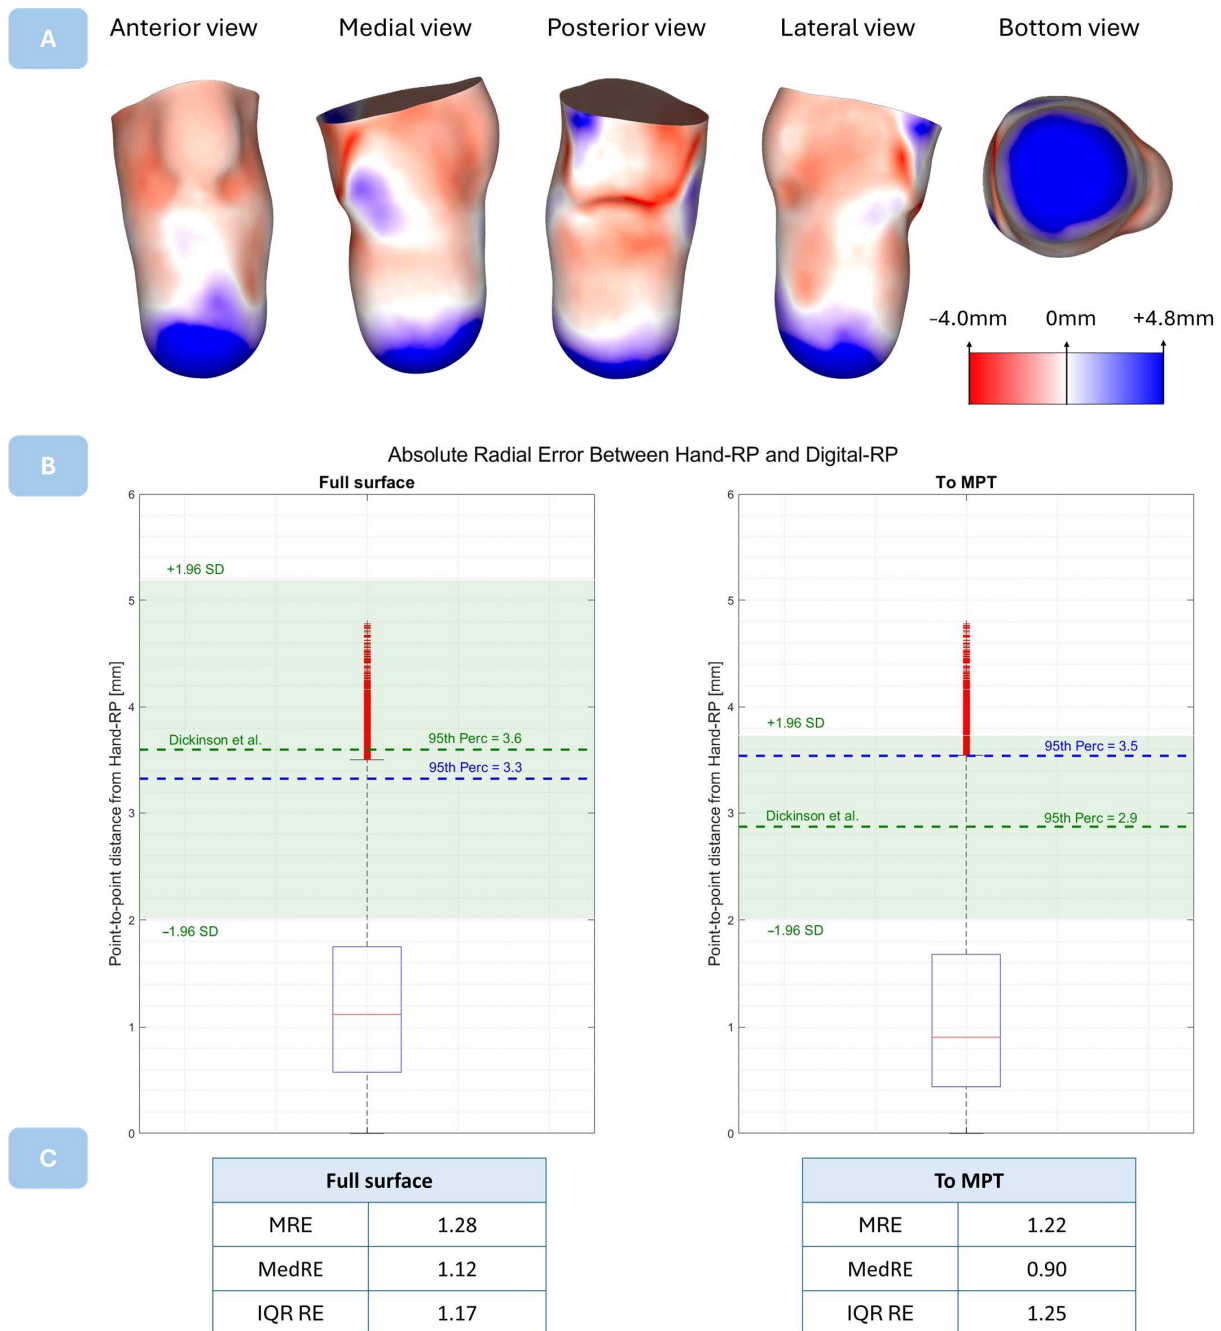 A
Anterior view
Medial view
Posterior view
Lateral view
Bottom view
−4.0mm
0mm
+4.8mm
B
Absolute Radial Error Between Hand-RP and Digital-RP
Full surface
Point-to-point distance from Hand-RP [mm]
6
5
4
3
2
1
0
+1.96 SD
Dickinson et al.
95th Perc = 3.6
95th Perc = 3.3
−1.96 SD
To MPT
Point-to-point distance from Hand-RP [mm]
6
5
4
3
2
1
0
+1.96 SD
95th Perc = 3.5
Dickinson et al.
95th Perc = 2.9
−1.96 SD
C
Full surface
MRE 1.28
MedRE 1.12
IQR RE 1.17
To MPT
MRE 1.22
MedRE 0.90
IQR RE 1.25